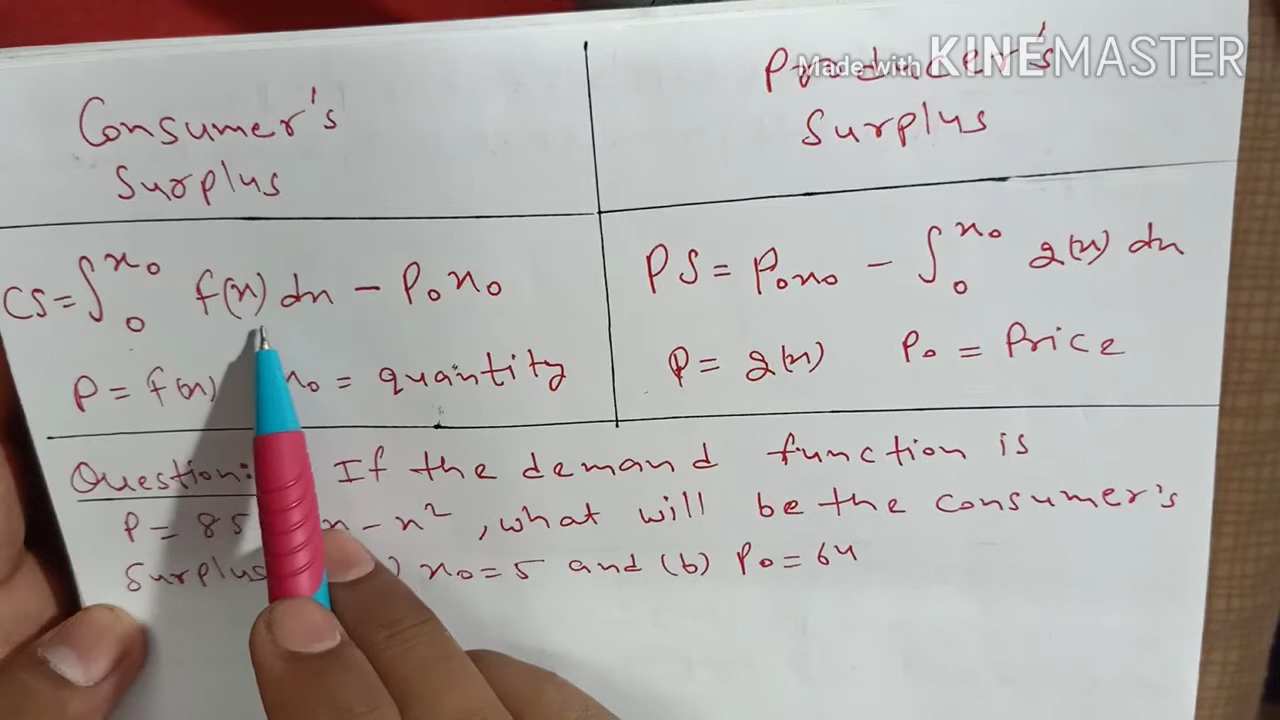 Made with KINEMASTER
Consumer's
Surplus
Producer's
Surplus
CS = ∫₀^x₀ f(x) dx − P₀x₀
P = f(x) x₀ = quantity
PS = P₀x₀ − ∫₀^x₀ g(x) dx
P = g(x) P₀ = Price
Question: If the demand function is
P = 85 x − x², what will be the consumer's
surplus x₀ = 5 and (b) P₀ = 64